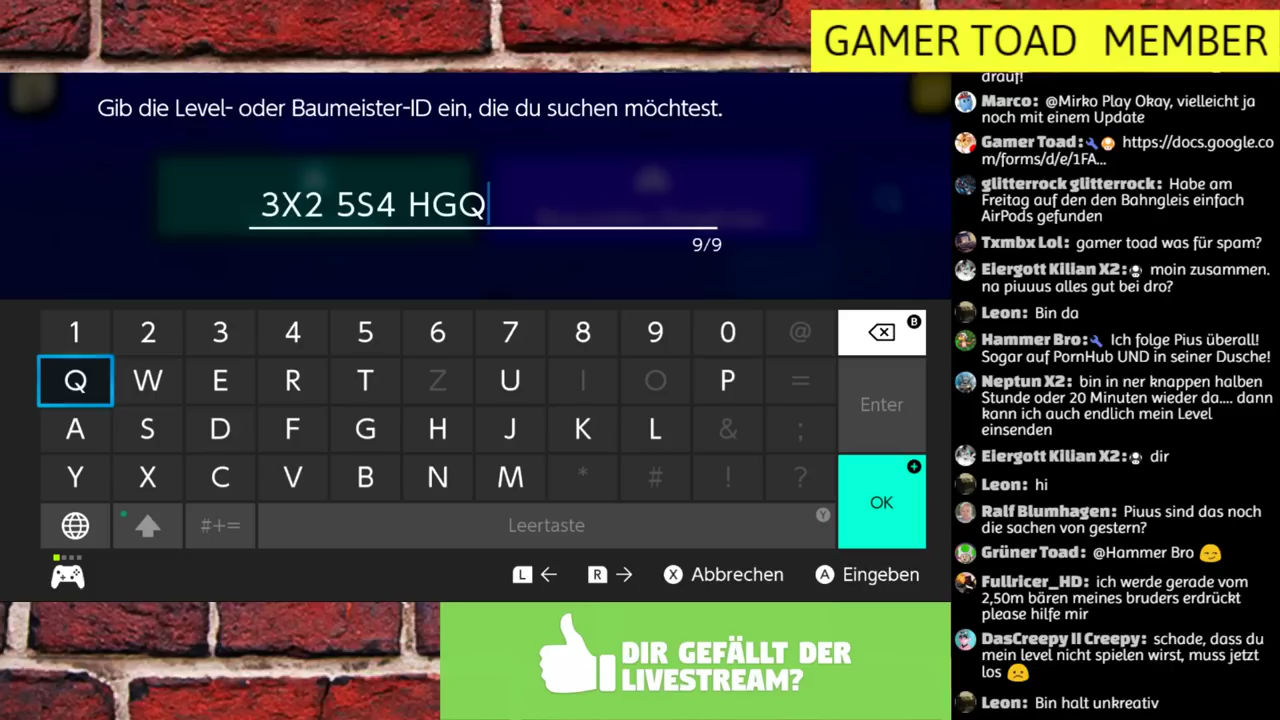 GAMER TOAD MEMBER
Gib die Level- oder Baumeister-ID ein, die du suchen möchtest.
3X2 5S4 HGQ
9/9
1 2 3 4 5 6 7 8 9 0 @ B
Q W E R T Z U I O P =
Enter
A S D F G H J K L & ;
Y X C V B N M * # ! ? +
OK
#+= Leertaste Y
L ← R → X Abbrechen A Eingeben
DIR GEFÄLLT DER
LIVESTREAM?
drauf!
Marco: @Mirko Play Okay, vielleicht ja
noch mit einem Update
Gamer Toad: https://docs.google.co
m/forms/d/e/1FA...
glitterrock glitterrock: Habe am
Freitag auf den den Bahngleis einfach
AirPods gefunden
Txmbx Lol: gamer toad was für spam?
Eiergott Kilian X2: moin zusammen.
na piuuus alles gut bei dro?
Leon: Bin da
Hammer Bro: Ich folge Pius überall!
Sogar auf PornHub UND in seiner Dusche!
Neptun X2: bin in ner knappen halben
Stunde oder 20 Minuten wieder da.... dann
kann ich auch endlich mein Level
einsenden
Eiergott Kilian X2: dir
Leon: hi
Ralf Blumhagen: Piuus sind das noch
die sachen von gestern?
Grüner Toad: @Hammer Bro 😏
Fullricer_HD: ich werde gerade vom
2,50m bären meines bruders erdrückt
please hilfe mir
DasCreepy II Creepy: schade, dass du
mein level nicht spielen wirst, muss jetzt
los ☹️
Leon: Bin halt unkreativ